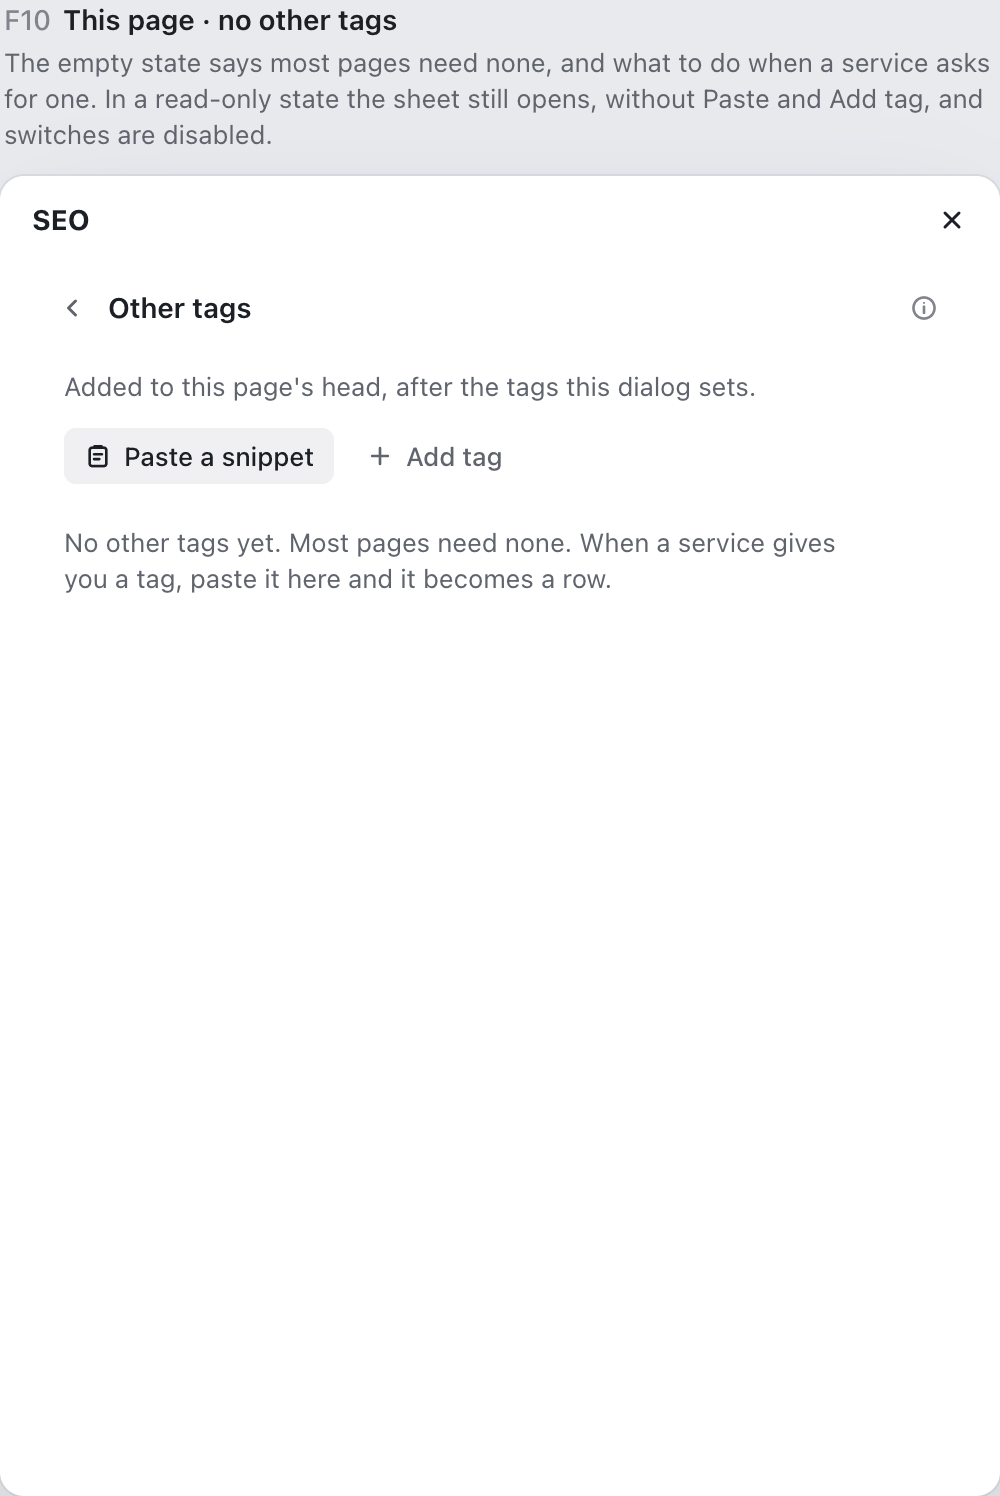 F10 This page · no other tags
The empty state says most pages need none, and what to do when a service asks
for one. In a read-only state the sheet still opens, without Paste and Add tag, and
switches are disabled.
SEO
Other tags
Added to this page's head, after the tags this dialog sets.
Paste a snippet
Add tag
No other tags yet. Most pages need none. When a service gives
you a tag, paste it here and it becomes a row.